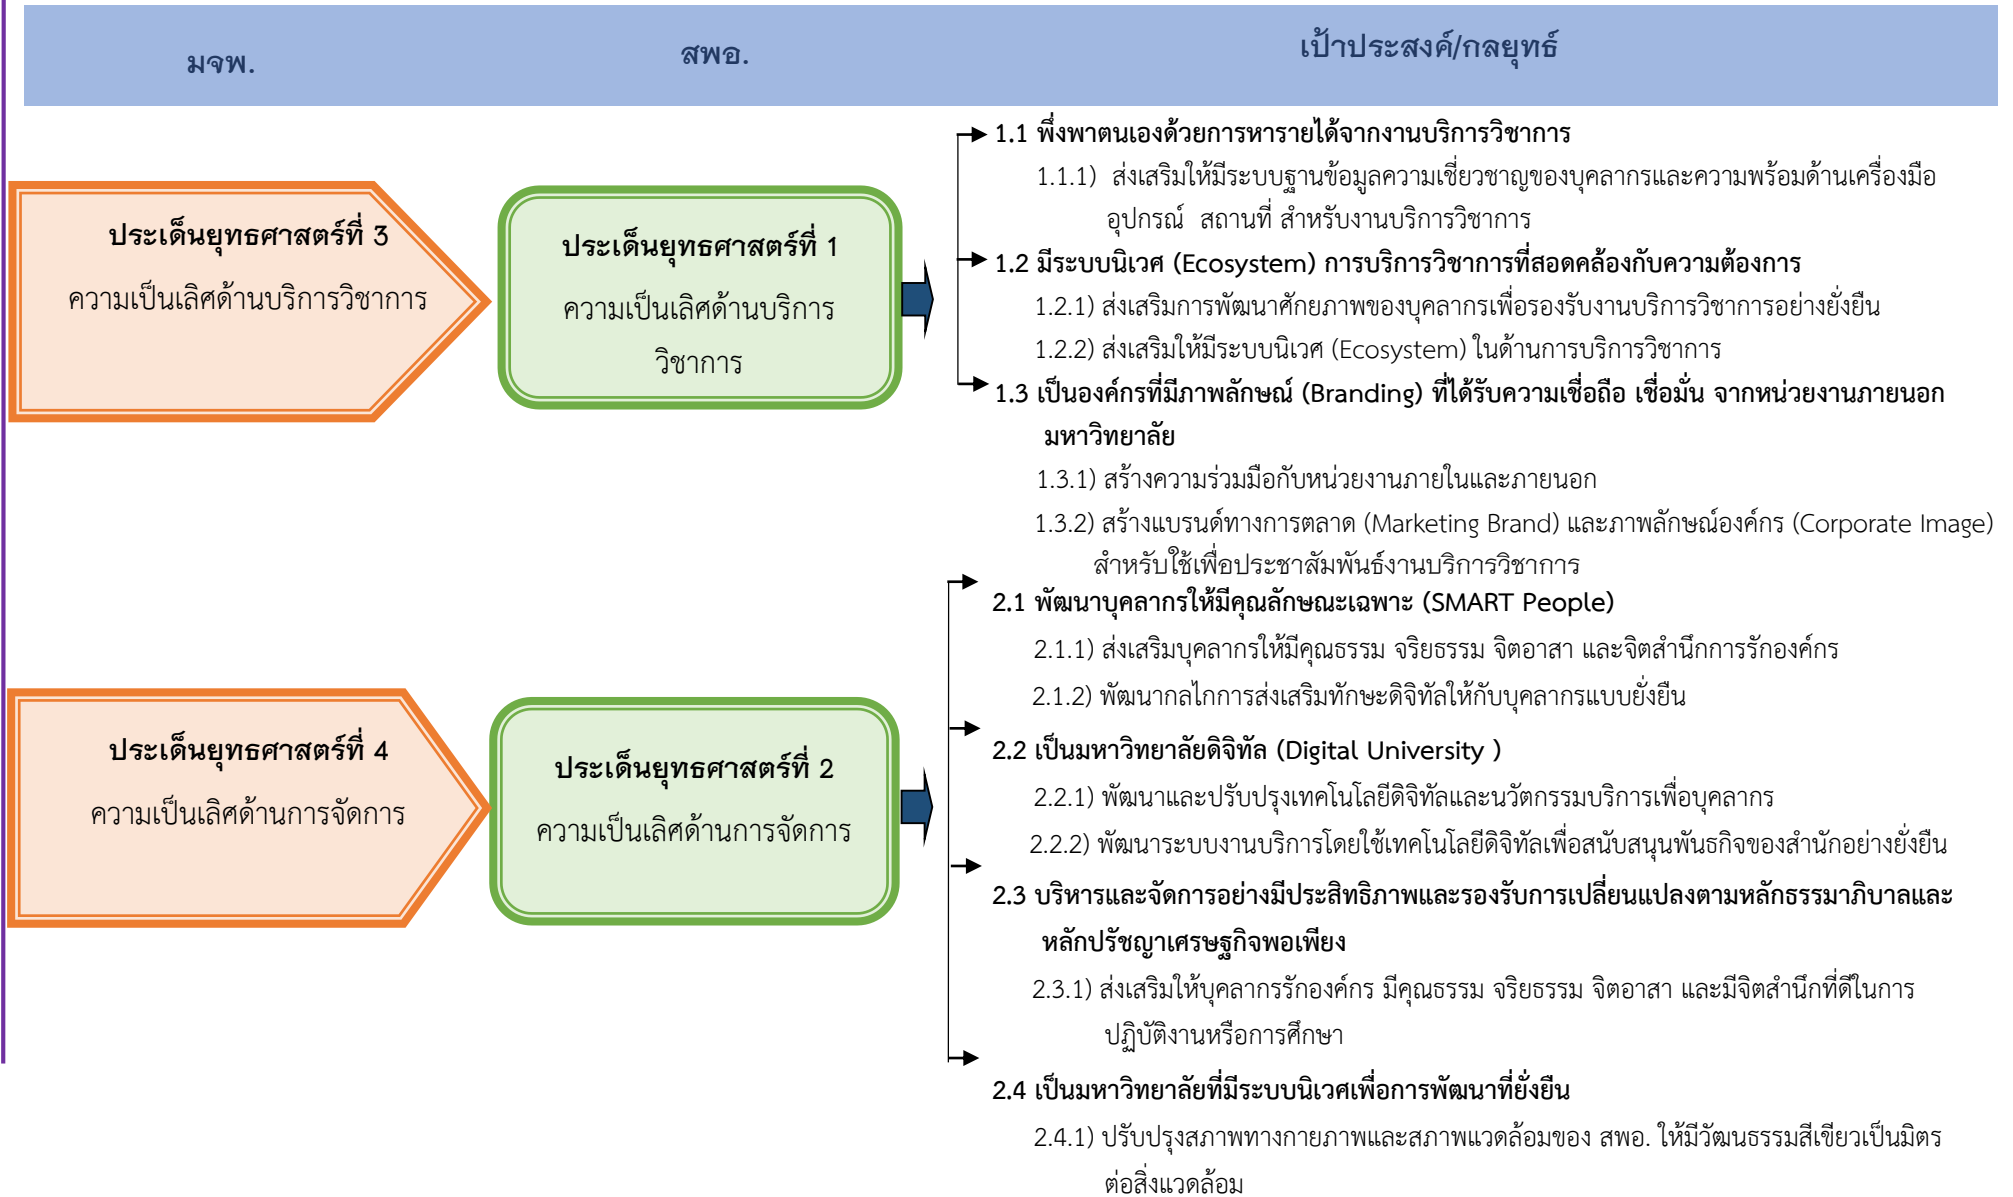 มจพ.
สพอ.
เป้าประสงค์/กลยุทธ์
ประเด็นยุทธศาสตร์ที่ 3
ความเป็นเลิศด้านบริการวิชาการ
ประเด็นยุทธศาสตร์ที่ 1
ความเป็นเลิศด้านบริการ
วิชาการ
1.1 พึ่งพาตนเองด้วยการหารายได้จากงานบริการวิชาการ
1.1.1) ส่งเสริมให้มีระบบฐานข้อมูลความเชี่ยวชาญของบุคลากรและความพร้อมด้านเครื่องมือ
อุปกรณ์ สถานที่ สำหรับงานบริการวิชาการ
1.2 มีระบบนิเวศ (Ecosystem) การบริการวิชาการที่สอดคล้องกับความต้องการ
1.2.1) ส่งเสริมการพัฒนาศักยภาพของบุคลากรเพื่อรองรับงานบริการวิชาการอย่างยั่งยืน
1.2.2) ส่งเสริมให้มีระบบนิเวศ (Ecosystem) ในด้านการบริการวิชาการ
1.3 เป็นองค์กรที่มีภาพลักษณ์ (Branding) ที่ได้รับความเชื่อถือ เชื่อมั่น จากหน่วยงานภายนอก
มหาวิทยาลัย
1.3.1) สร้างความร่วมมือกับหน่วยงานภายในและภายนอก
1.3.2) สร้างแบรนด์ทางการตลาด (Marketing Brand) และภาพลักษณ์องค์กร (Corporate Image)
สำหรับใช้เพื่อประชาสัมพันธ์งานบริการวิชาการ
ประเด็นยุทธศาสตร์ที่ 4
ความเป็นเลิศด้านการจัดการ
ประเด็นยุทธศาสตร์ที่ 2
ความเป็นเลิศด้านการจัดการ
2.1 พัฒนาบุคลากรให้มีคุณลักษณะเฉพาะ (SMART People)
2.1.1) ส่งเสริมบุคลากรให้มีคุณธรรม จริยธรรม จิตอาสา และจิตสำนึกการรักองค์กร
2.1.2) พัฒนากลไกการส่งเสริมทักษะดิจิทัลให้กับบุคลากรแบบยั่งยืน
2.2 เป็นมหาวิทยาลัยดิจิทัล (Digital University )
2.2.1) พัฒนาและปรับปรุงเทคโนโลยีดิจิทัลและนวัตกรรมบริการเพื่อบุคลากร
2.2.2) พัฒนาระบบงานบริการโดยใช้เทคโนโลยีดิจิทัลเพื่อสนับสนุนพันธกิจของสำนักอย่างยั่งยืน
2.3 บริหารและจัดการอย่างมีประสิทธิภาพและรองรับการเปลี่ยนแปลงตามหลักธรรมาภิบาลและ
หลักปรัชญาเศรษฐกิจพอเพียง
2.3.1) ส่งเสริมให้บุคลากรรักองค์กร มีคุณธรรม จริยธรรม จิตอาสา และมีจิตสำนึกที่ดีในการ
ปฏิบัติงานหรือการศึกษา
2.4 เป็นมหาวิทยาลัยที่มีระบบนิเวศเพื่อการพัฒนาที่ยั่งยืน
2.4.1) ปรับปรุงสภาพทางกายภาพและสภาพแวดล้อมของ สพอ. ให้มีวัฒนธรรมสีเขียวเป็นมิตร
ต่อสิ่งแวดล้อม